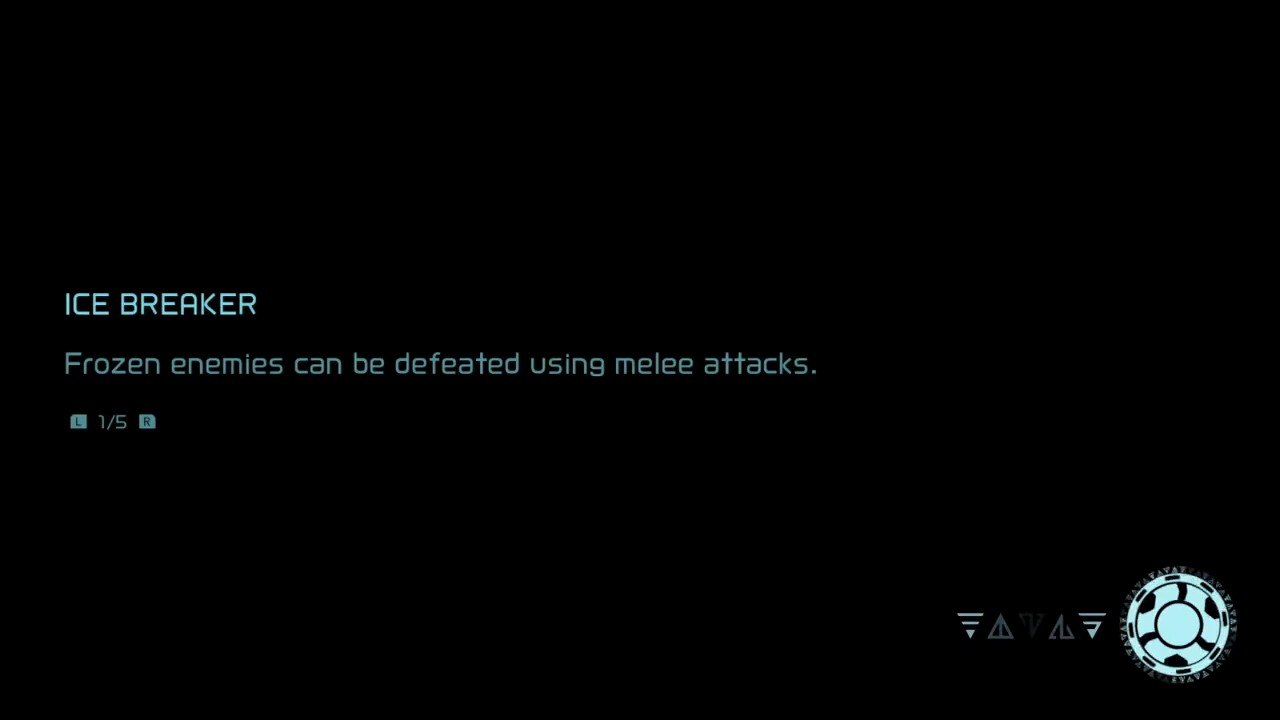 ICE BREAKER
Frozen enemies can be defeated using melee attacks.
L 1/5 R